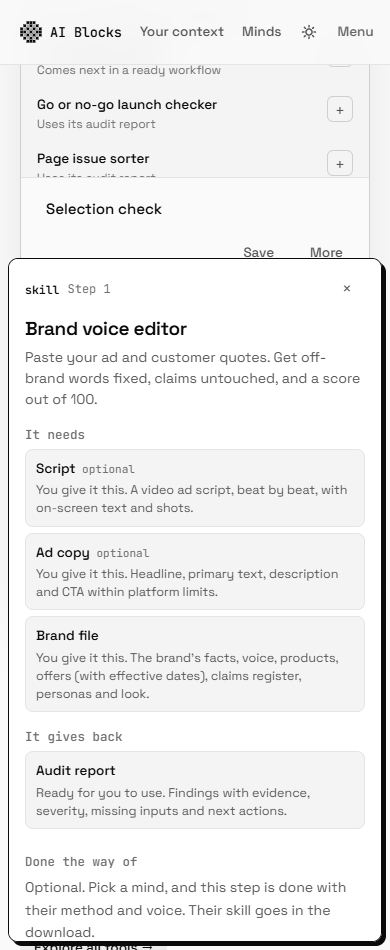 AI Blocks Your context Minds Menu
Comes next in a ready workflow
Go or no-go launch checker
Uses its audit report
+
Page issue sorter
Uses its audit report
+
Selection check
Save More
skill Step 1 ×
Brand voice editor
Paste your ad and customer quotes. Get off-
brand words fixed, claims untouched, and a score
out of 100.
It needs
Script optional
You give it this. A video ad script, beat by beat, with
on-screen text and shots.
Ad copy optional
You give it this. Headline, primary text, description
and CTA within platform limits.
Brand file
You give it this. The brand's facts, voice, products,
offers (with effective dates), claims register,
personas and look.
It gives back
Audit report
Ready for you to use. Findings with evidence,
severity, missing inputs and next actions.
Done the way of
Optional. Pick a mind, and this step is done with
their method and voice. Their skill goes in the
download.
Explore all tools →